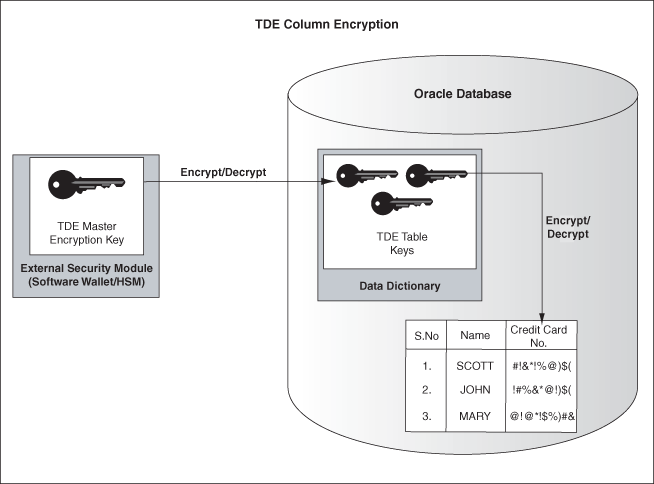 TDE Column Encryption
Oracle Database
Encrypt/Decrypt
TDE Master
Encryption Key
External Security Module
(Software Wallet/HSM)
TDE Table
Keys
Data Dictionary
Encrypt/
Decrypt
S.No Name Credit Card No.
1. SCOTT #!&*!%@)$(
2. JOHN !#%&*@!)$(
3. MARY @!@*!$%)#&